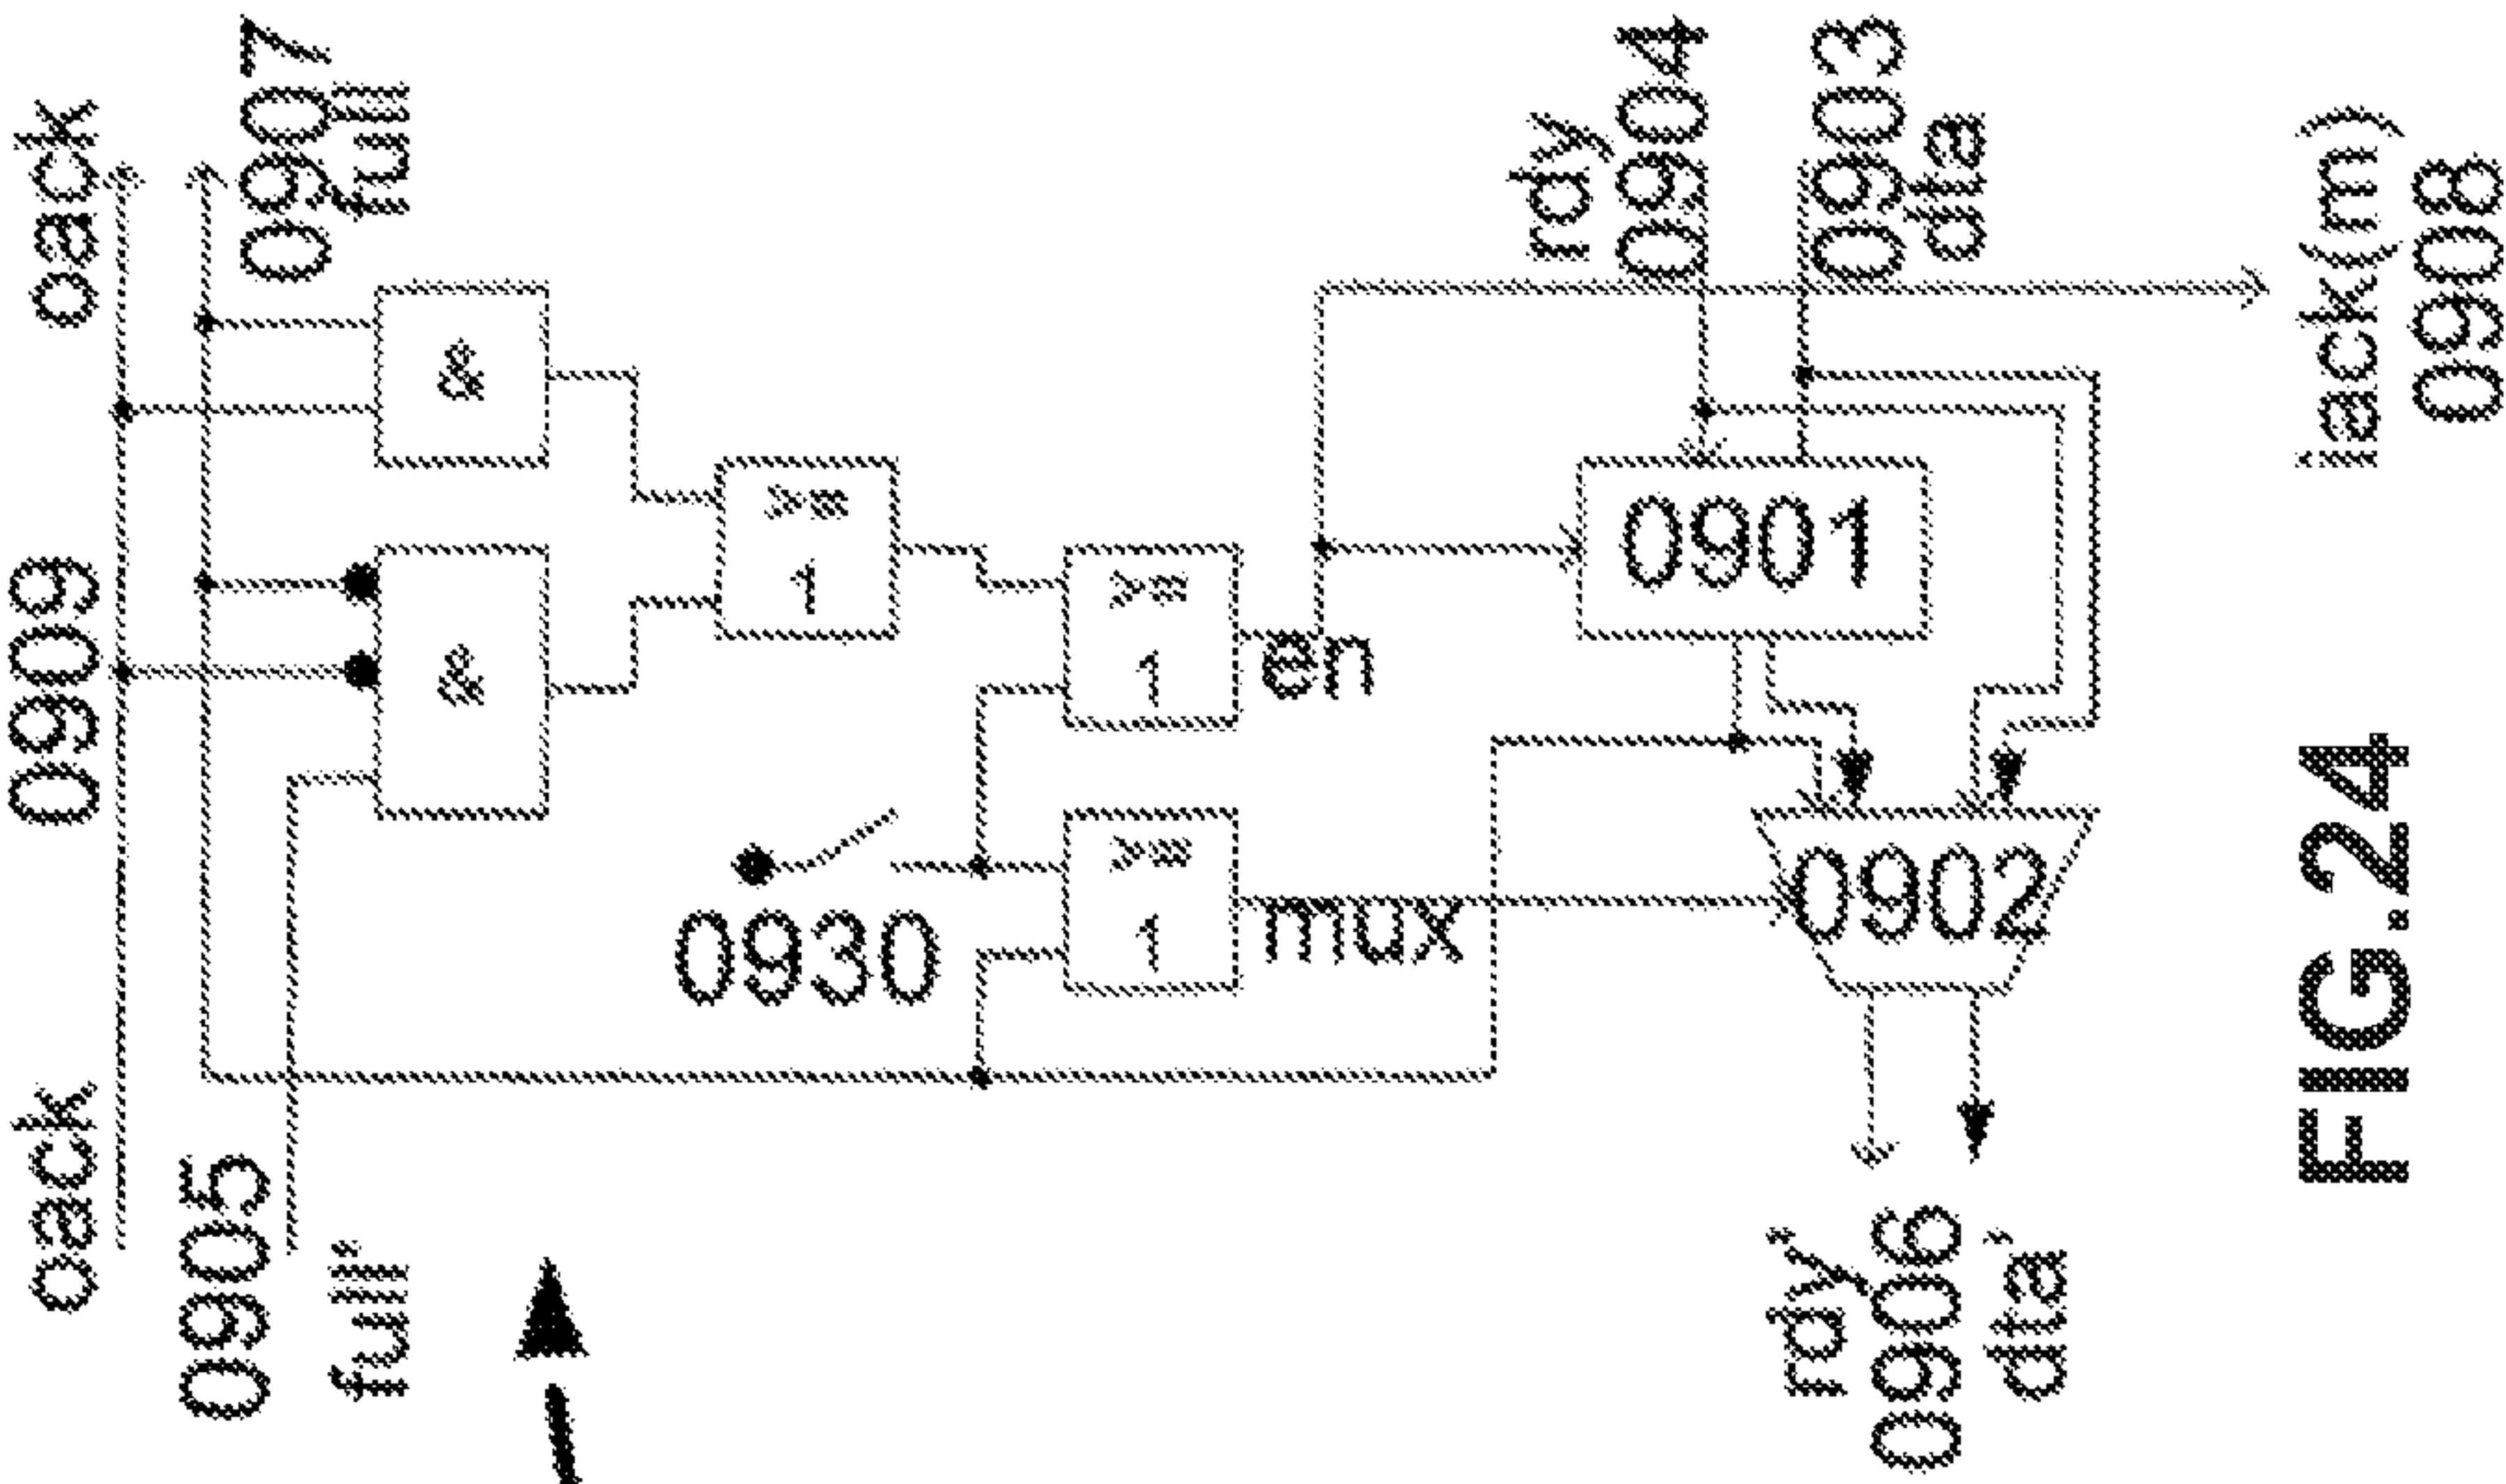 oack
0909
oack
0907
full
0905
full'
&
&
>=
1
>=
1
en
0930
>=
1
mux
rdy
0904
0903
dta
0901
0902
rdy'
0906
dta'
iack(m)
0908
FIG.24